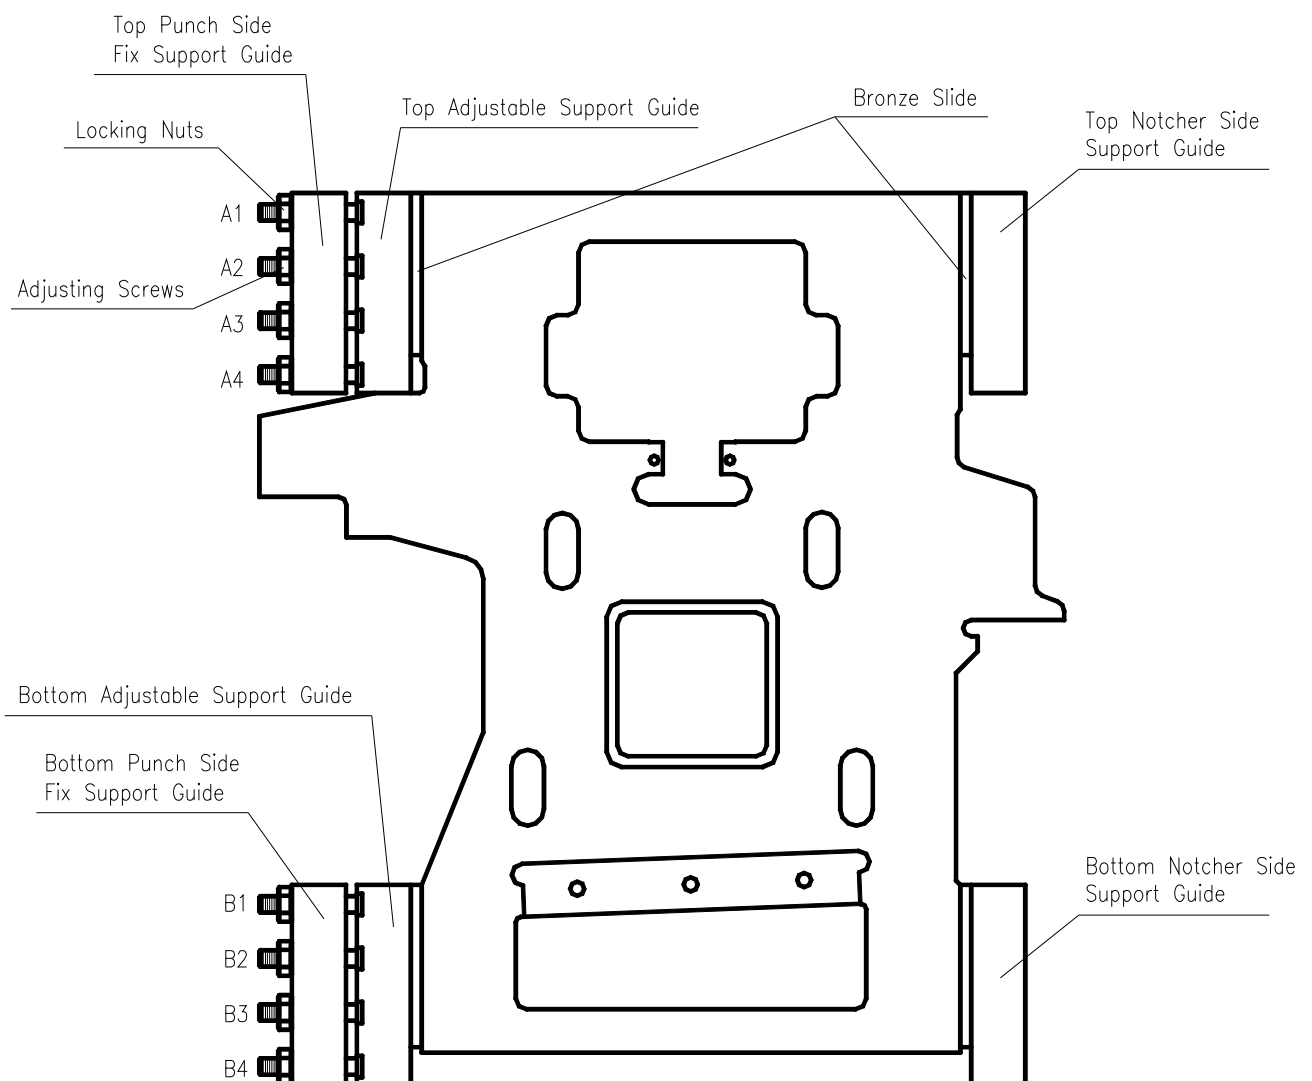 Top Punch Side
Fix Support Guide
Top Adjustable Support Guide
Bronze Slide
Top Notcher Side
Support Guide
Locking Nuts
A1
A2
Adjusting Screws
A3
A4
Bottom Adjustable Support Guide
Bottom Punch Side
Fix Support Guide
Bottom Notcher Side
Support Guide
B1
B2
B3
B4